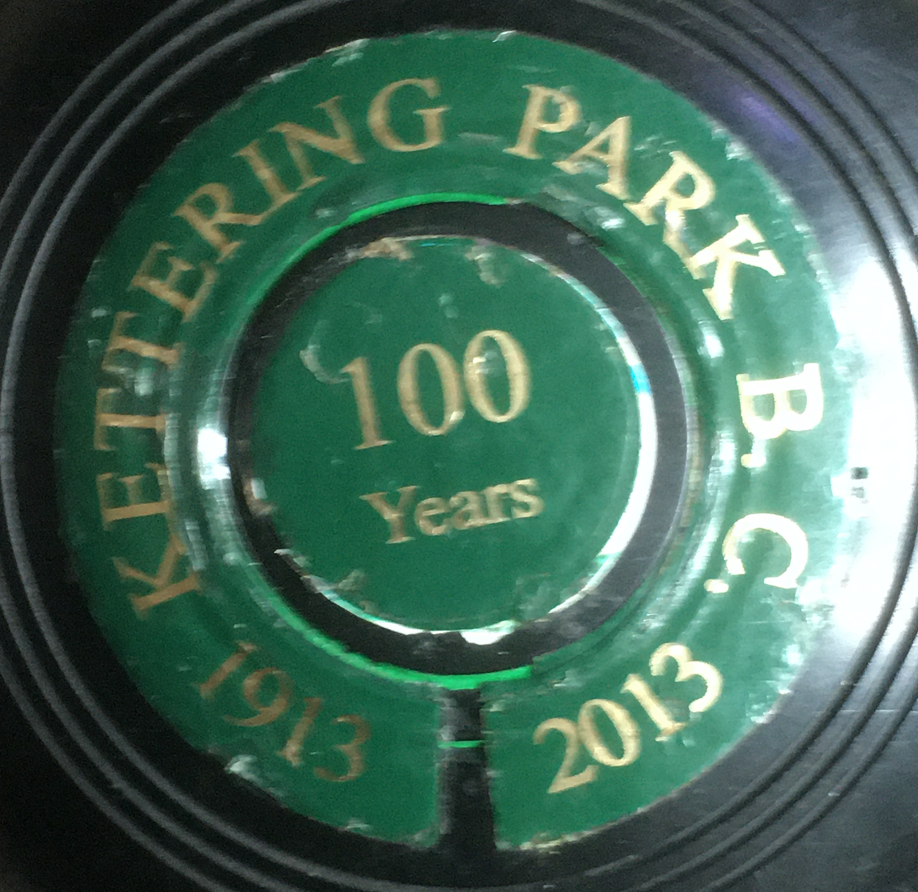 KETTERING PARK B. C.
100
Years
1913 2013